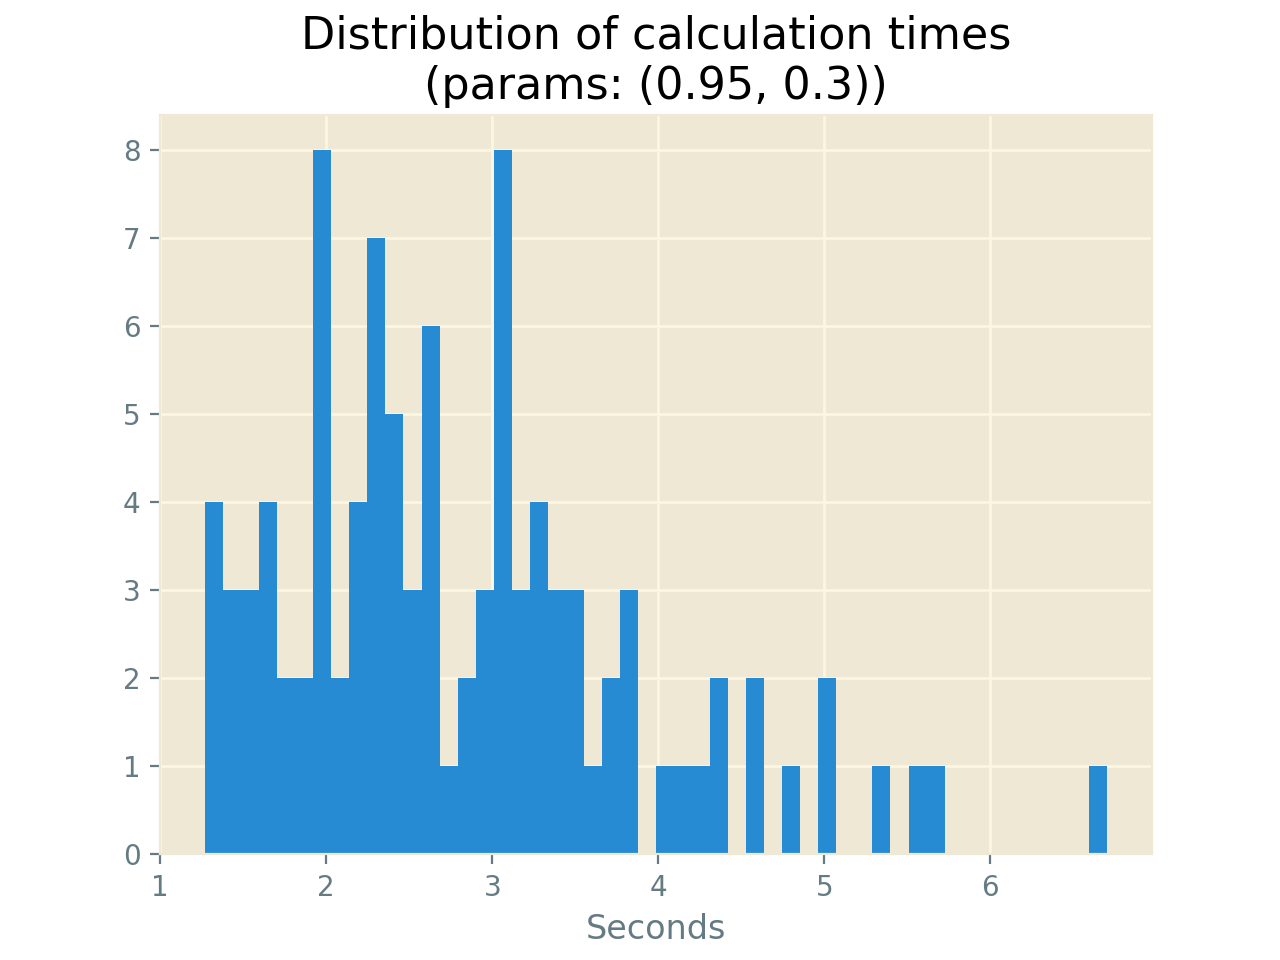 Distribution of calculation times
(params: (0.95, 0.3))
8
7
6
5
4
3
2
1
0
1 2 3 4 5 6
Seconds